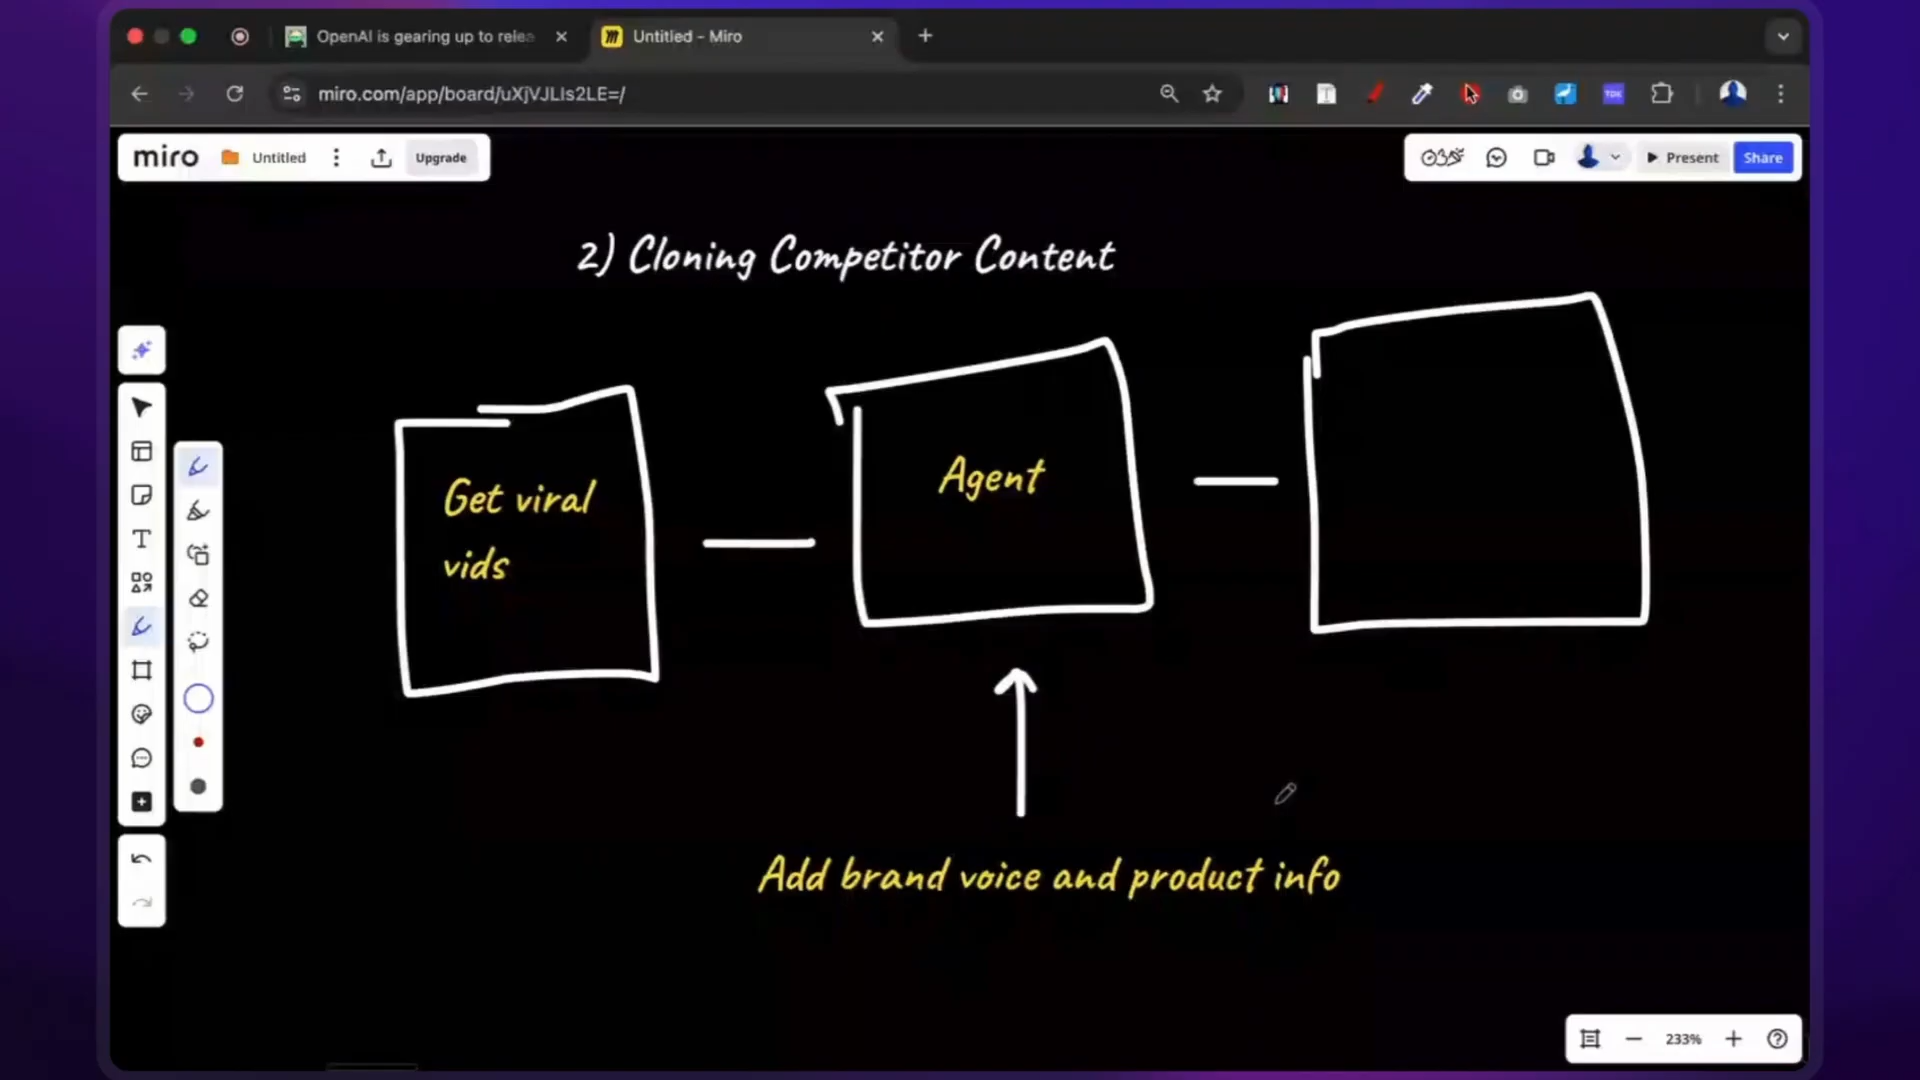 OpenAI is gearing up to relea
Untitled - Miro
miro.com/app/board/uXjVJLIs2LE=/
miro
Untitled
Upgrade
Present
Share
2) Cloning Competitor Content
Get viral
vids
Agent
Add brand voice and product info
233%